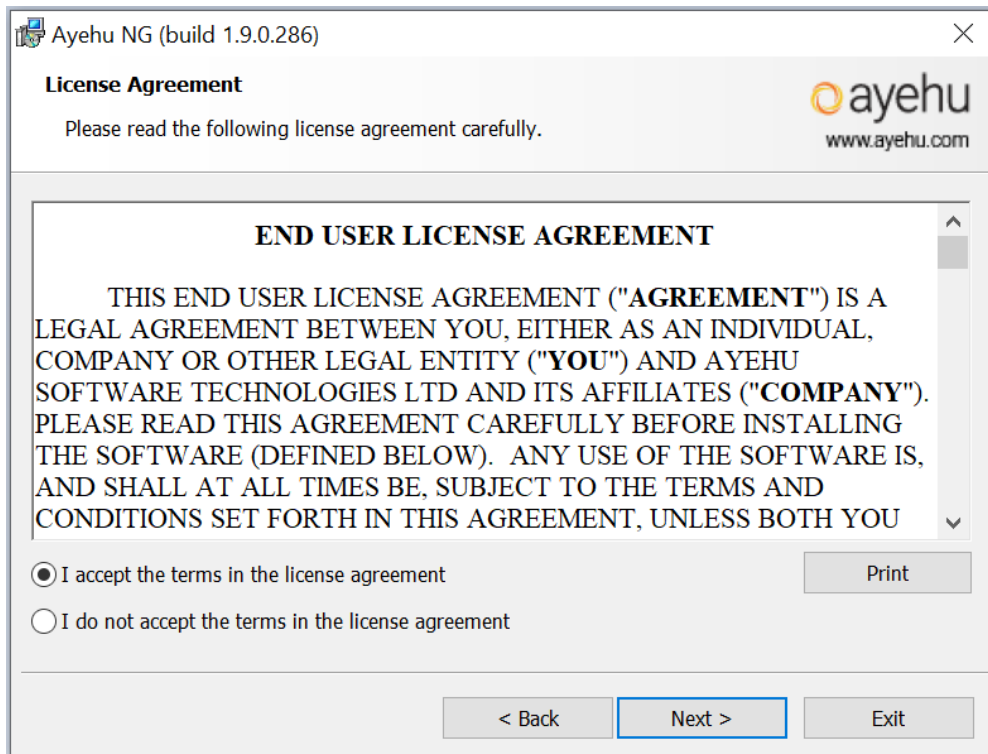 Ayehu NG (build 1.9.0.286)
License Agreement
Please read the following license agreement carefully.
ayehu
www.ayehu.com
END USER LICENSE AGREEMENT
THIS END USER LICENSE AGREEMENT ("AGREEMENT") IS A
LEGAL AGREEMENT BETWEEN YOU, EITHER AS AN INDIVIDUAL,
COMPANY OR OTHER LEGAL ENTITY ("YOU") AND AYEHU
SOFTWARE TECHNOLOGIES LTD AND ITS AFFILIATES ("COMPANY").
PLEASE READ THIS AGREEMENT CAREFULLY BEFORE INSTALLING
THE SOFTWARE (DEFINED BELOW).  ANY USE OF THE SOFTWARE IS,
AND SHALL AT ALL TIMES BE, SUBJECT TO THE TERMS AND
CONDITIONS SET FORTH IN THIS AGREEMENT, UNLESS BOTH YOU
I accept the terms in the license agreement
Print
I do not accept the terms in the license agreement
< Back
Next >
Exit